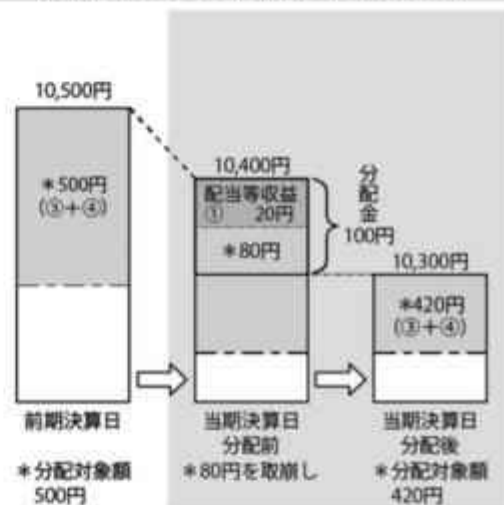 10,500円
*500円
(③+④)
10,400円
配当等収益
① 20円
*80円
分配金
100円
10,300円
*420円
(③+④)
前期決算日
当期決算日
分配前
当期決算日
分配後
*分配対象額
500円
*80円を取崩し
*分配対象額
420円